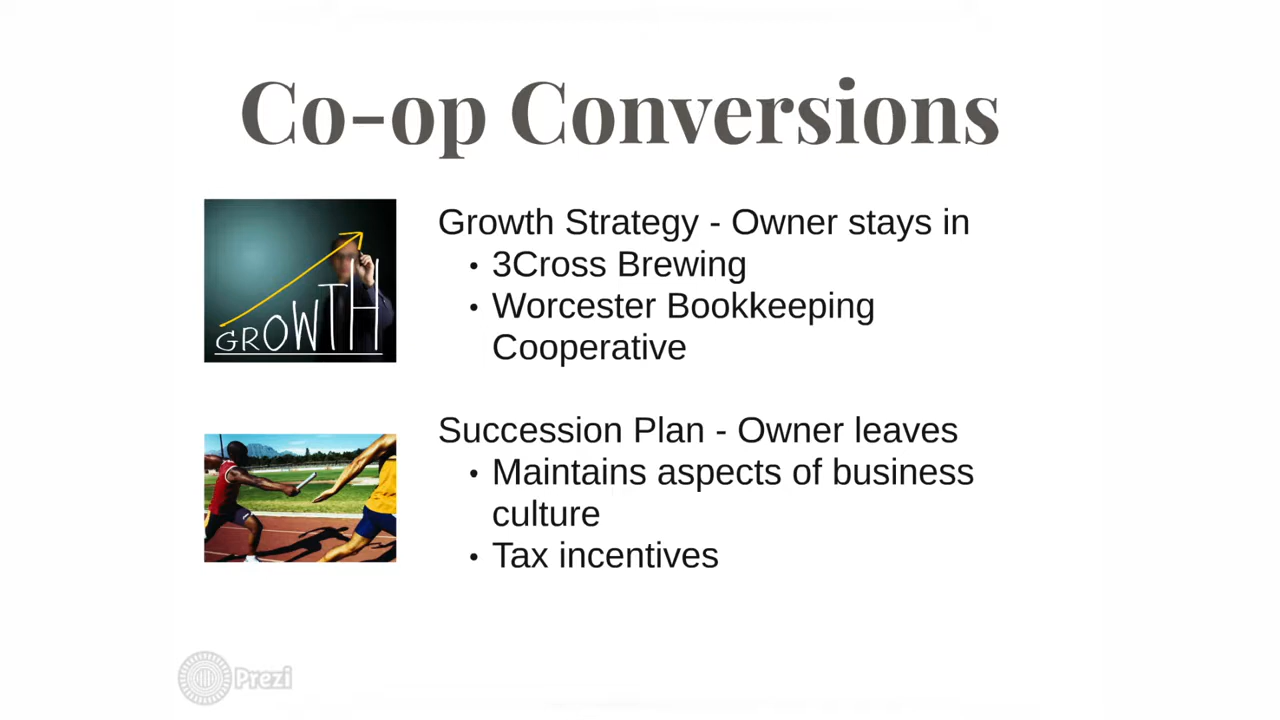 Co-op Conversions
GROWTH
Growth Strategy - Owner stays in
• 3Cross Brewing
• Worcester Bookkeeping
Cooperative
Succession Plan - Owner leaves
• Maintains aspects of business
culture
• Tax incentives
Prezi